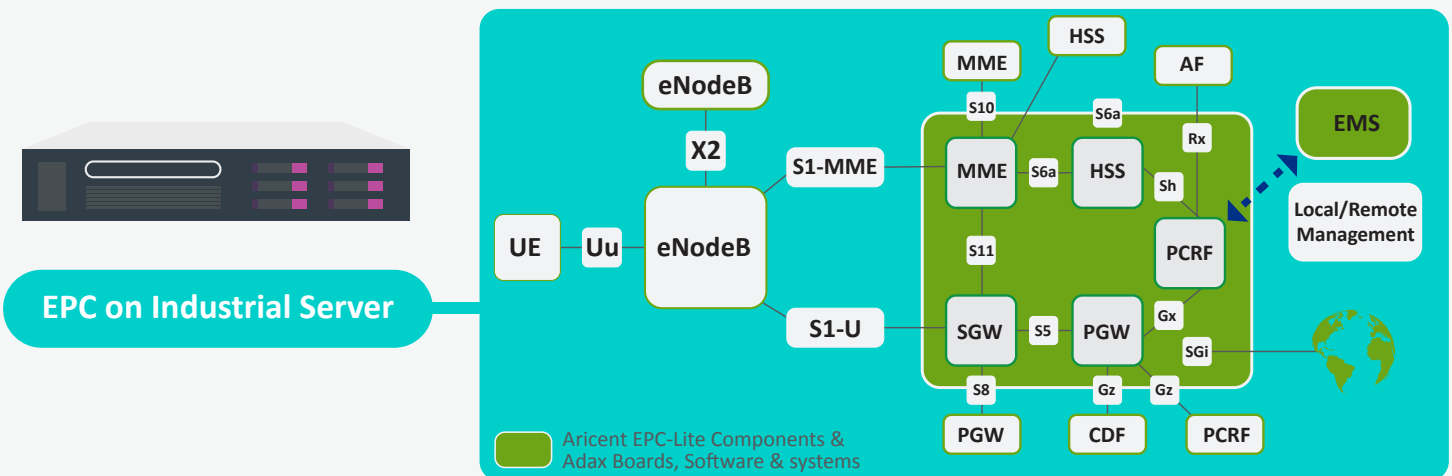 EPC on Industrial Server
eNodeB
X2
UE
Uu
eNodeB
S1-MME
S1-U
MME
HSS
AF
S10
S6a
Rx
MME
S6a
HSS
Sh
S11
PCRF
SGW
S5
PGW
Gx
SGi
S8
Gz
Gz
PGW
CDF
PCRF
EMS
Local/Remote
Management
Aricent EPC-Lite Components &
Adax Boards, Software & systems